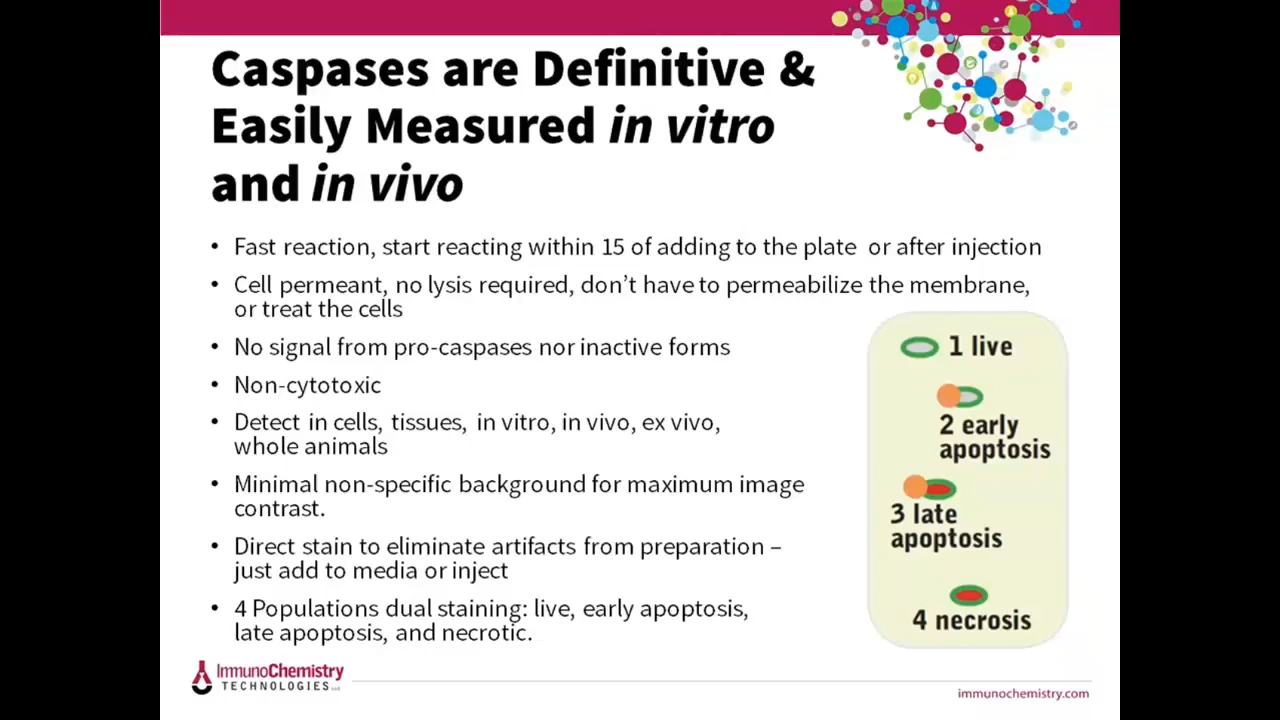 Caspases are Definitive &
Easily Measured in vitro
and in vivo
• Fast reaction, start reacting within 15 of adding to the plate or after injection
• Cell permeant, no lysis required, don’t have to permeabilize the membrane,
or treat the cells
• No signal from pro-caspases nor inactive forms
• Non-cytotoxic
• Detect in cells, tissues, in vitro, in vivo, ex vivo,
whole animals
• Minimal non-specific background for maximum image
contrast.
• Direct stain to eliminate artifacts from preparation –
just add to media or inject
• 4 Populations dual staining: live, early apoptosis,
late apoptosis, and necrotic.
1 live
2 early
apoptosis
3 late
apoptosis
4 necrosis
ImmunoChemistry
TECHNOLOGIES LLC
immunochemistry.com